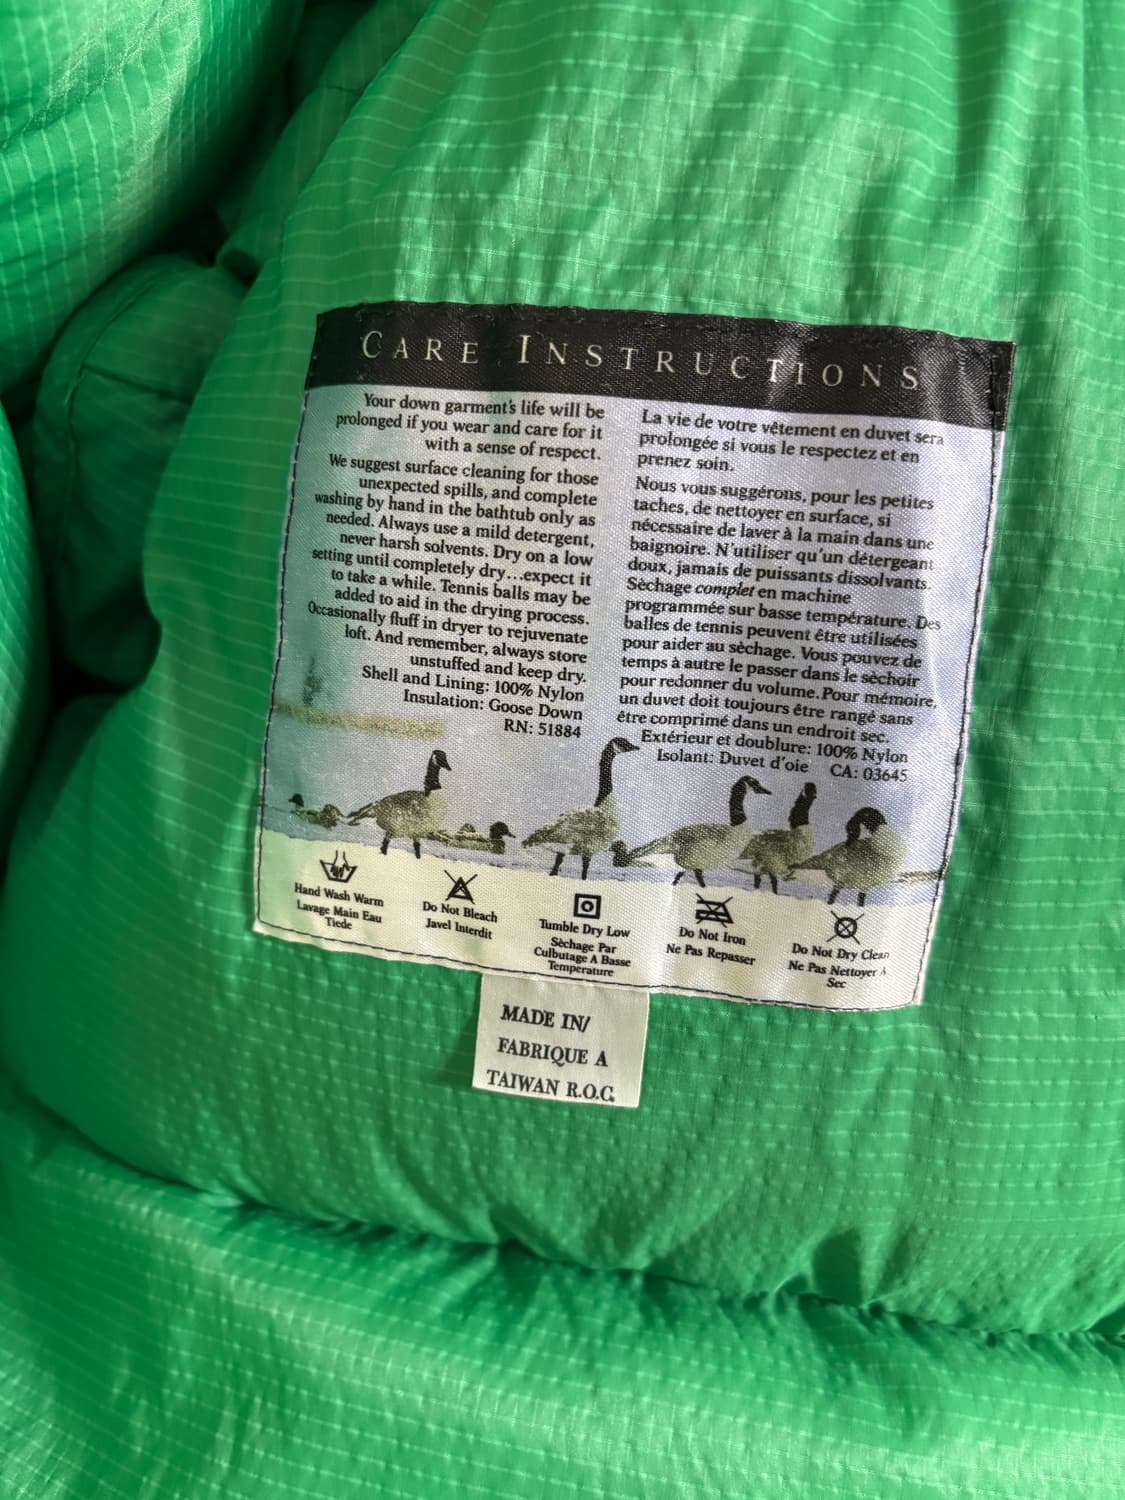 CARE INSTRUCTIONS
Your down garment's life will be
prolonged if you wear and care for it
with a sense of respect.
We suggest surface cleaning for those
unexpected spills, and complete
washing by hand in the bathtub only as
needed. Always use a mild detergent,
never harsh solvents. Dry on a low
setting until completely dry...expect it
to take a while. Tennis balls may be
added to aid in the drying process.
Occasionally fluff in dryer to rejuvenate
loft. And remember, always store
unstuffed and keep dry.
Shell and Lining: 100% Nylon
Insulation: Goose Down
RN: 51884
La vie de votre vêtement en duvet sera
prolongée si vous le respectez et en
prenez soin.
Nous vous suggérons, pour les petites
taches, de nettoyer en surface, si
nécessaire de laver à la main dans une
baignoire. N'utiliser qu'un détergeant
doux, jamais de puissants dissolvants.
Sèchage complet en machine
programmée sur basse température. Des
balles de tennis peuvent être utilisées
pour aider au sèchage. Vous pouvez de
temps à autre le passer dans le sèchoir
pour redonner du volume. Pour mémoire,
un duvet doit toujours être rangé sans
être comprimé dans un endroit sec.
Extérieur et doublure: 100% Nylon
Isolant: Duvet d'oie CA: 03645
Hand Wash Warm
Lavage Main Eau
Tiede
Do Not Bleach
Javel Interdit
Tumble Dry Low
Sèchage Par
Culbutage A Basse
Temperature
Do Not Iron
Ne Pas Repasser
Do Not Dry Clean
Ne Pas Nettoyer A
Sec
MADE IN/
FABRIQUE A
TAIWAN R.O.C.